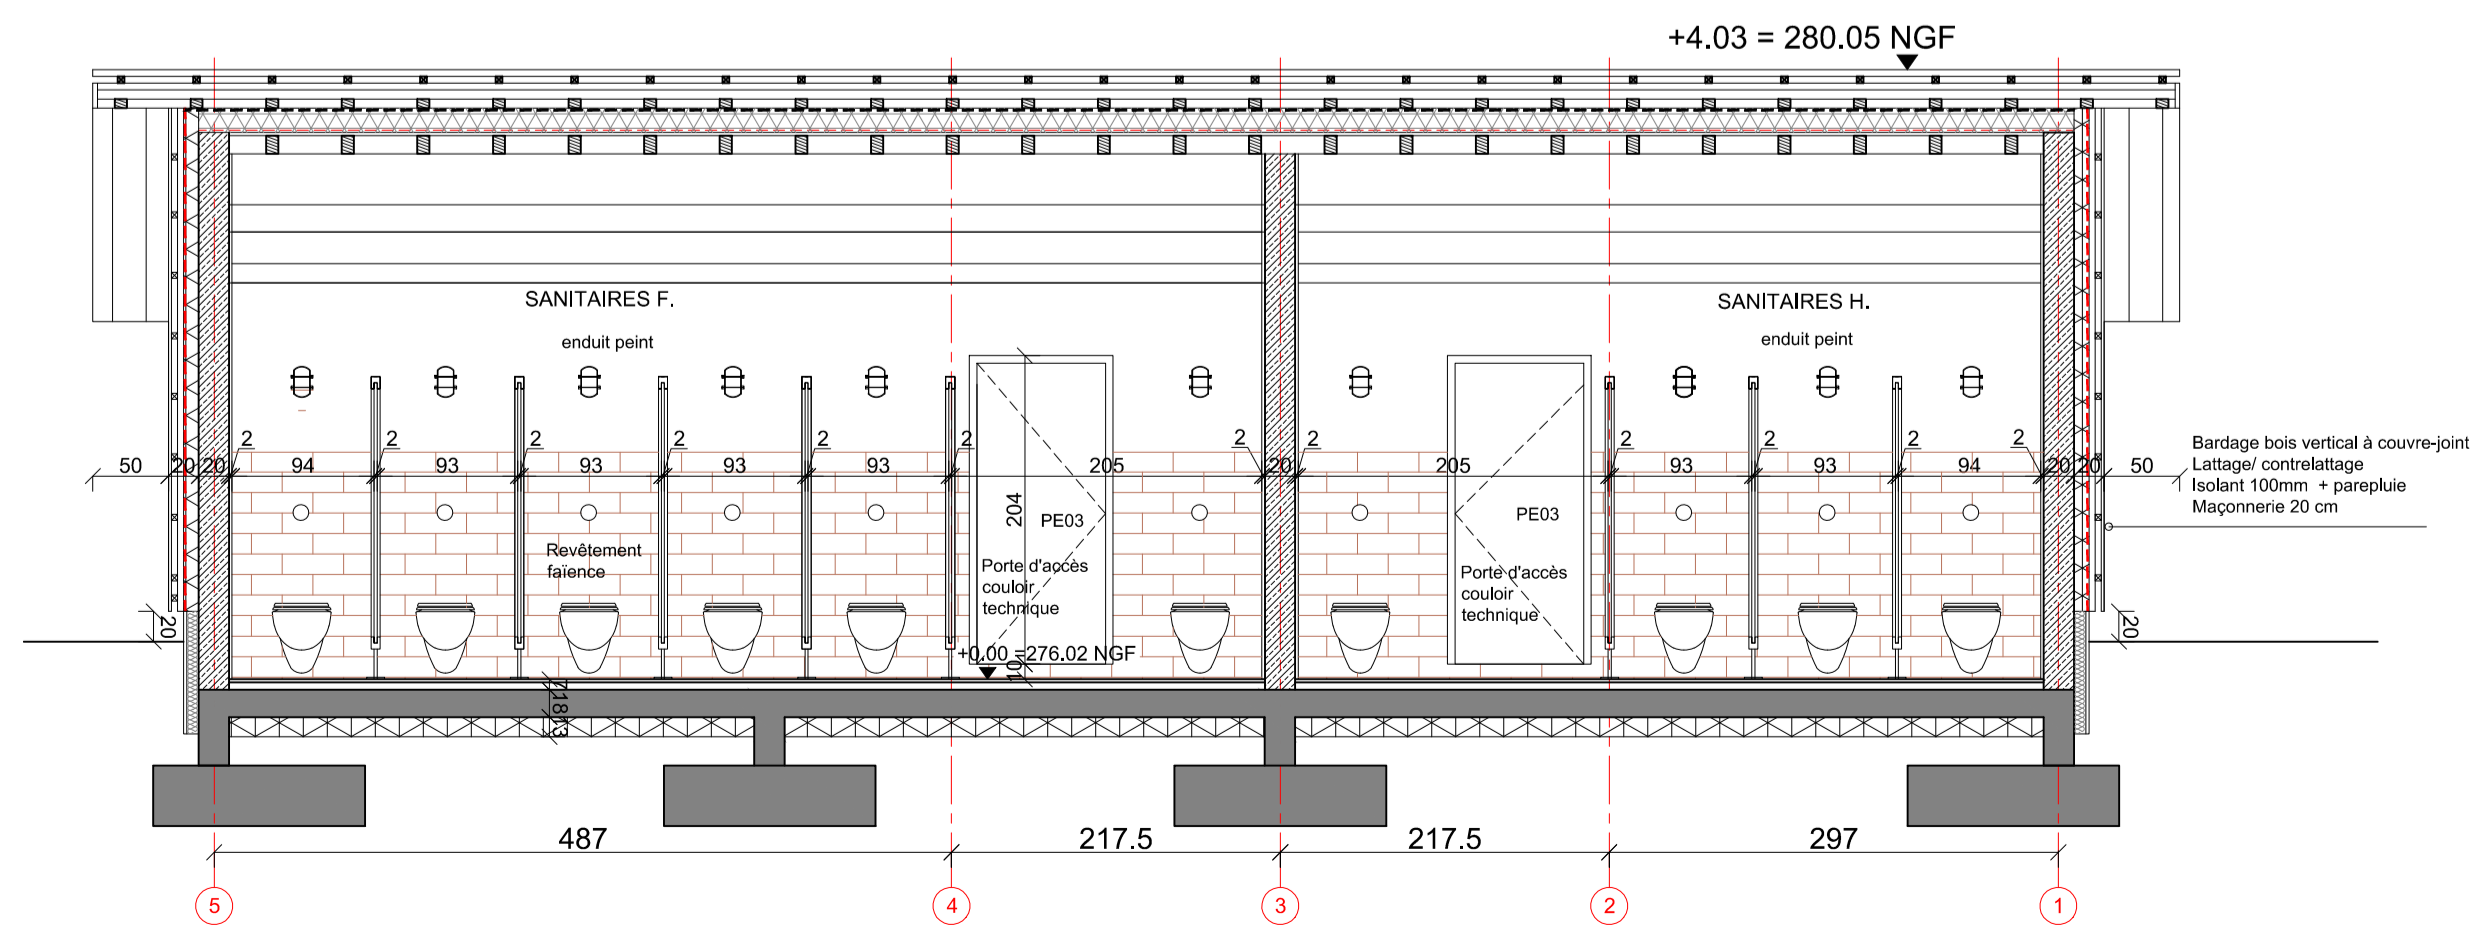 +4.03 = 280.05 NGF
SANITAIRES F.
SANITAIRES H.
enduit peint
enduit peint
2 2 2 2 2 2 2 2 2 2 2 2
50 20 20 94 93 93 93 93 205 20 205 93 93 94 20 20 50
Bardage bois vertical à couvre-joint
Lattage/ contrelattage
Isolant 100mm + parepluie
Maçonnerie 20 cm
204
PE03
PE03
Revêtement
faïence
Porte d'accès
couloir
technique
Porte d'accès
couloir
technique
20
20
+0.00 =276.02 NGF
10
7
18
13
487 217.5 217.5 297
5 4 3 2 1